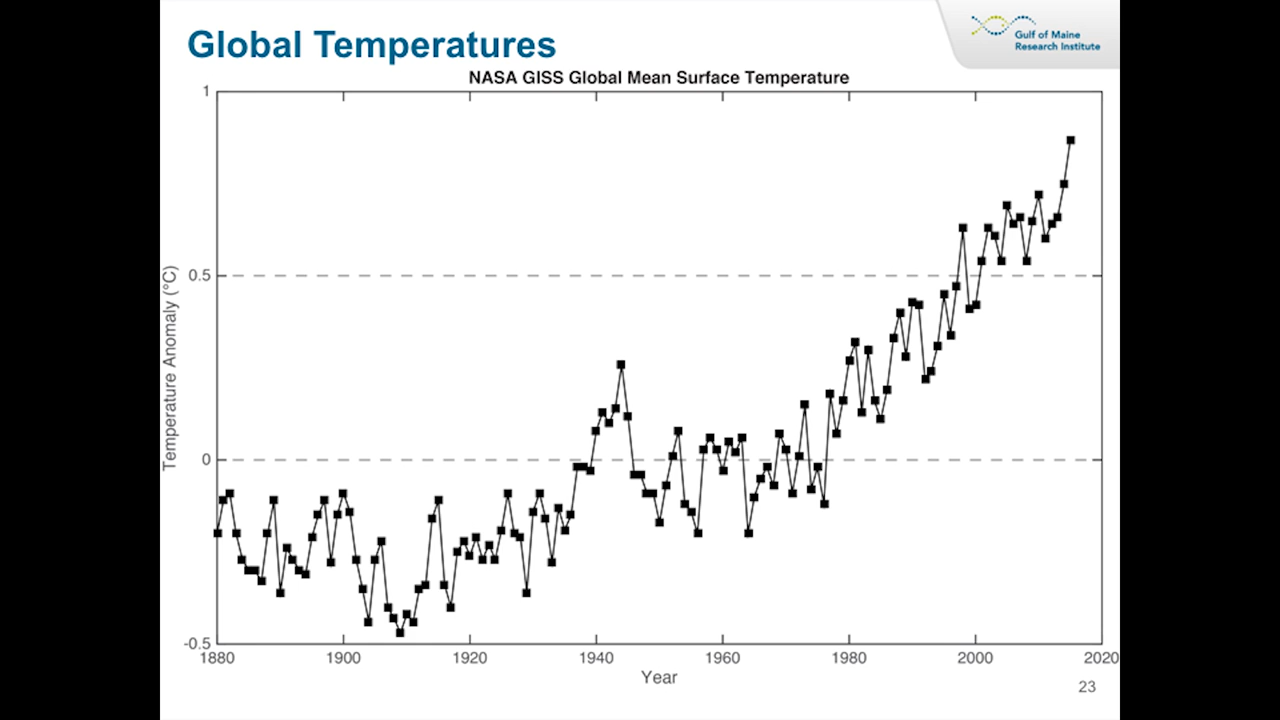 Global Temperatures
Gulf of Maine
Research Institute
NASA GISS Global Mean Surface Temperature
1
0.5
0
-0.5
Temperature Anomaly (°C)
1880 1900 1920 1940 1960 1980 2000 2020
Year
23